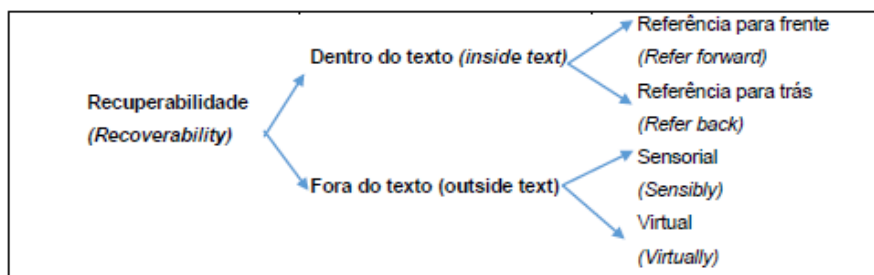 Recuperabilidade
(Recoverability)
Dentro do texto (inside text)
Fora do texto (outside text)
Referência para frente
(Refer forward)
Referência para trás
(Refer back)
Sensorial
(Sensibly)
Virtual
(Virtually)